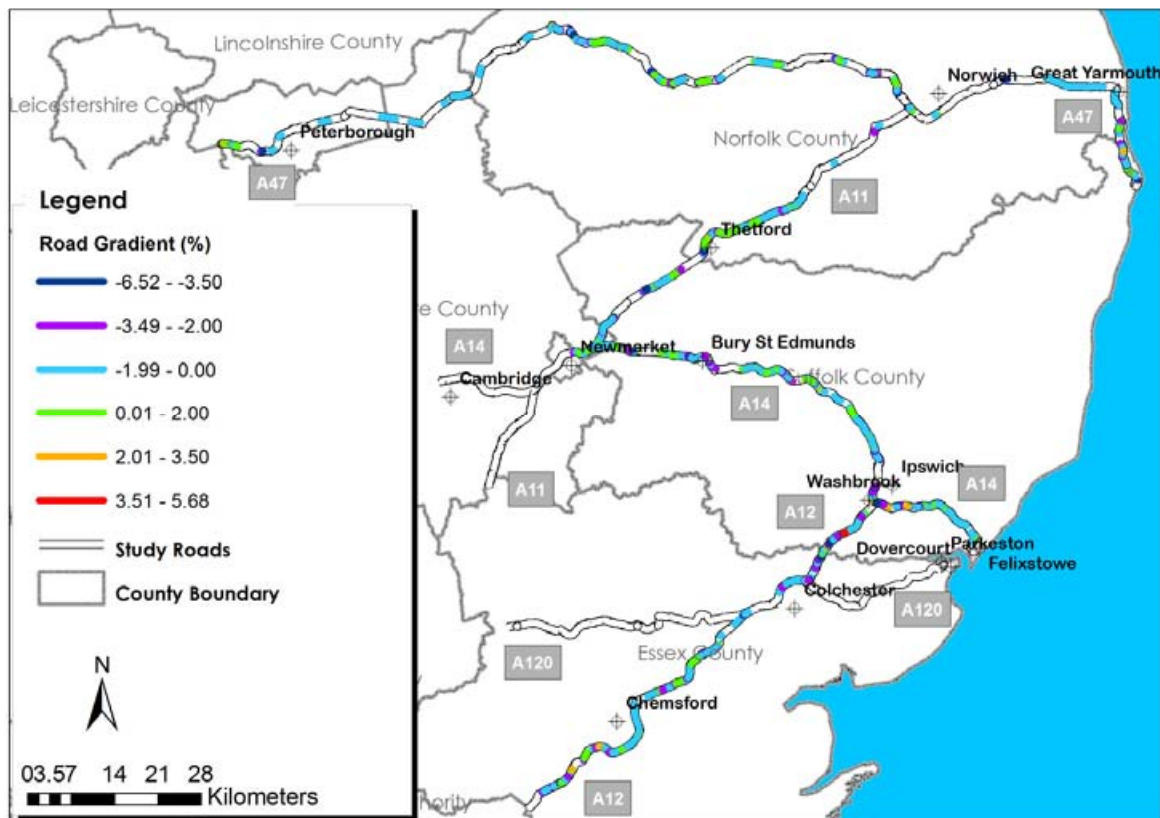 Lincolnshire County
Leicestershire County
Norwich
Great Yarmouth
Peterborough
Norfolk County
A47
A47
A11
Legend
Road Gradient (%)
-6.52 - -3.50
-3.49 - -2.00
-1.99 - 0.00
0.01 - 2.00
2.01 - 3.50
3.51 - 5.68
Study Roads
County Boundary
N
03.57 14 21 28
Kilometers
Thetford
re County
A14
Newmarket
Bury St Edmunds
Cambridge
Suffolk County
A14
A11
Ipswich
Washbrook
A14
A12
Dovercourt
Parkeston
Felixstowe
Colchester
A120
A120
Essex County
Chemsford
A12
hority